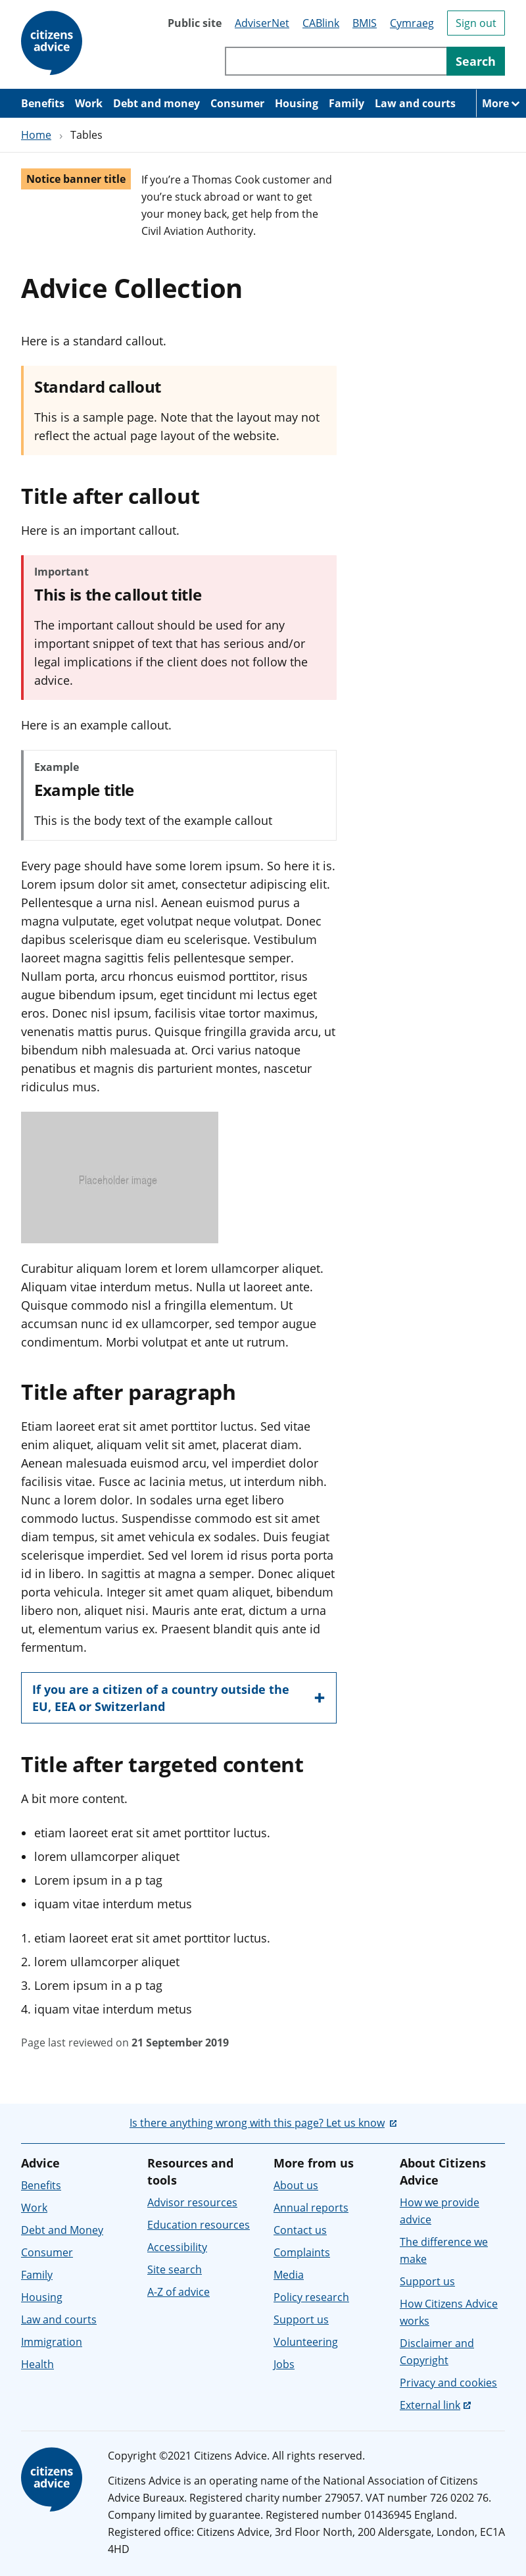 citizens
advice
Public site AdviserNet CABlink BMIS Cymraeg Sign out
Search
Benefits Work Debt and money Consumer Housing Family Law and courts More
Home › Tables
Notice banner title
If you’re a Thomas Cook customer and
you’re stuck abroad or want to get
your money back, get help from the
Civil Aviation Authority.
Advice Collection
Here is a standard callout.
Standard callout
This is a sample page. Note that the layout may not
reflect the actual page layout of the website.
Title after callout
Here is an important callout.
Important
This is the callout title
The important callout should be used for any
important snippet of text that has serious and/or
legal implications if the client does not follow the
advice.
Here is an example callout.
Example
Example title
This is the body text of the example callout
Every page should have some lorem ipsum. So here it is.
Lorem ipsum dolor sit amet, consectetur adipiscing elit.
Pellentesque a urna nisl. Aenean euismod purus a
magna vulputate, eget volutpat neque volutpat. Donec
dapibus scelerisque diam eu scelerisque. Vestibulum
laoreet magna sagittis felis pellentesque semper.
Nullam porta, arcu rhoncus euismod porttitor, risus
augue bibendum ipsum, eget tincidunt mi lectus eget
eros. Donec nisl ipsum, facilisis vitae tortor maximus,
venenatis mattis purus. Quisque fringilla gravida arcu, ut
bibendum nibh malesuada at. Orci varius natoque
penatibus et magnis dis parturient montes, nascetur
ridiculus mus.
Placeholder image
Curabitur aliquam lorem et lorem ullamcorper aliquet.
Aliquam vitae interdum metus. Nulla ut laoreet ante.
Quisque commodo nisl a fringilla elementum. Ut
accumsan nunc id ex ullamcorper, sed tempor augue
condimentum. Morbi volutpat et ante ut rutrum.
Title after paragraph
Etiam laoreet erat sit amet porttitor luctus. Sed vitae
enim aliquet, aliquam velit sit amet, placerat diam.
Aenean malesuada euismod arcu, vel imperdiet dolor
facilisis vitae. Fusce ac lacinia metus, ut interdum nibh.
Nunc a lorem dolor. In sodales urna eget libero
commodo luctus. Suspendisse commodo est sit amet
diam tempus, sit amet vehicula ex sodales. Duis feugiat
scelerisque imperdiet. Sed vel lorem id risus porta porta
id in libero. In sagittis at magna a semper. Donec aliquet
porta vehicula. Integer sit amet quam aliquet, bibendum
libero non, aliquet nisi. Mauris ante erat, dictum a urna
ut, elementum varius ex. Praesent blandit quis ante id
fermentum.
If you are a citizen of a country outside the
EU, EEA or Switzerland
Title after targeted content
A bit more content.
• etiam laoreet erat sit amet porttitor luctus.
• lorem ullamcorper aliquet
• Lorem ipsum in a p tag
• iquam vitae interdum metus
1. etiam laoreet erat sit amet porttitor luctus.
2. lorem ullamcorper aliquet
3. Lorem ipsum in a p tag
4. iquam vitae interdum metus
Page last reviewed on 21 September 2019
Is there anything wrong with this page? Let us know
Advice
Benefits
Work
Debt and Money
Consumer
Family
Housing
Law and courts
Immigration
Health
Resources and
tools
Advisor resources
Education resources
Accessibility
Site search
A-Z of advice
More from us
About us
Annual reports
Contact us
Complaints
Media
Policy research
Support us
Volunteering
Jobs
About Citizens
Advice
How we provide
advice
The difference we
make
Support us
How Citizens Advice
works
Disclaimer and
Copyright
Privacy and cookies
External link
citizens
advice
Copyright ©2021 Citizens Advice. All rights reserved.
Citizens Advice is an operating name of the National Association of Citizens
Advice Bureaux. Registered charity number 279057. VAT number 726 0202 76.
Company limited by guarantee. Registered number 01436945 England.
Registered office: Citizens Advice, 3rd Floor North, 200 Aldersgate, London, EC1A
4HD